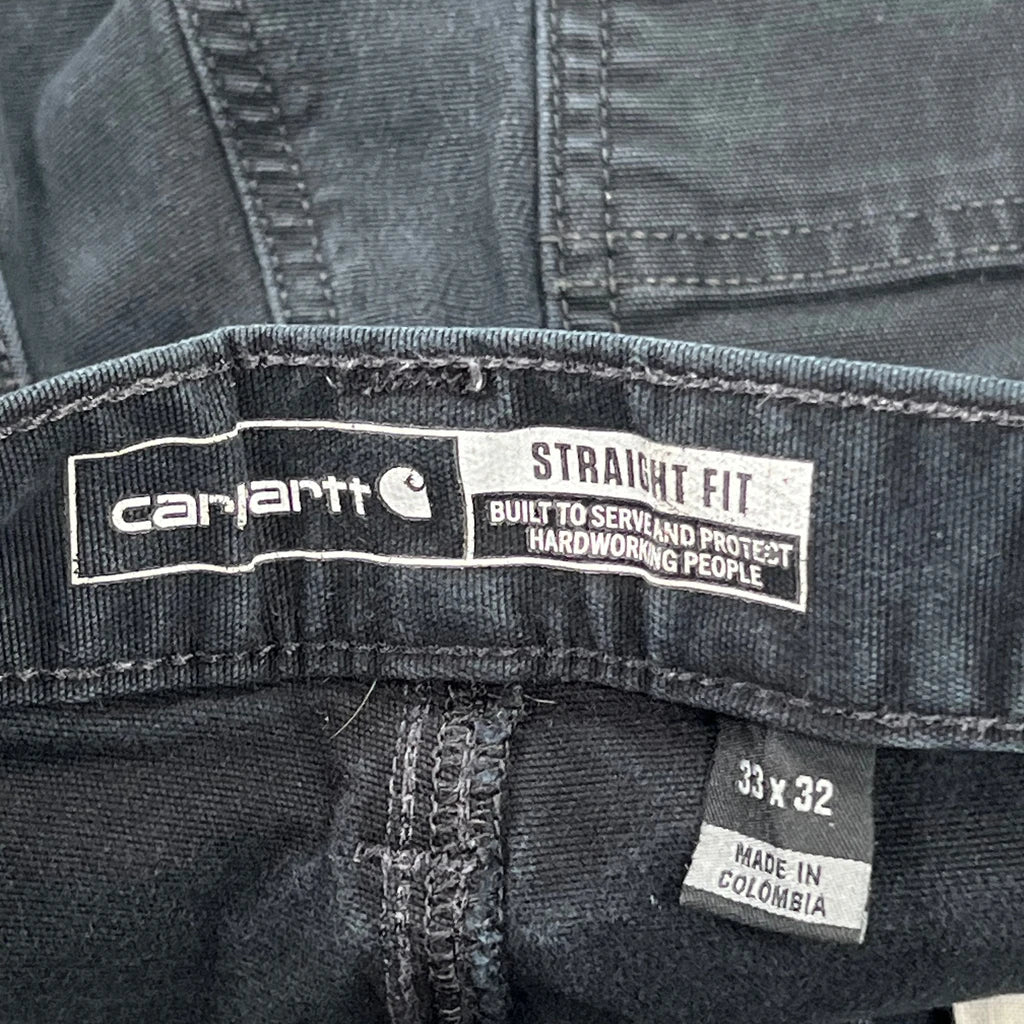 carhartt
STRAIGHT FIT
BUILT TO SERVE AND PROTECT
HARDWORKING PEOPLE
33 x 32
MADE IN
COLOMBIA